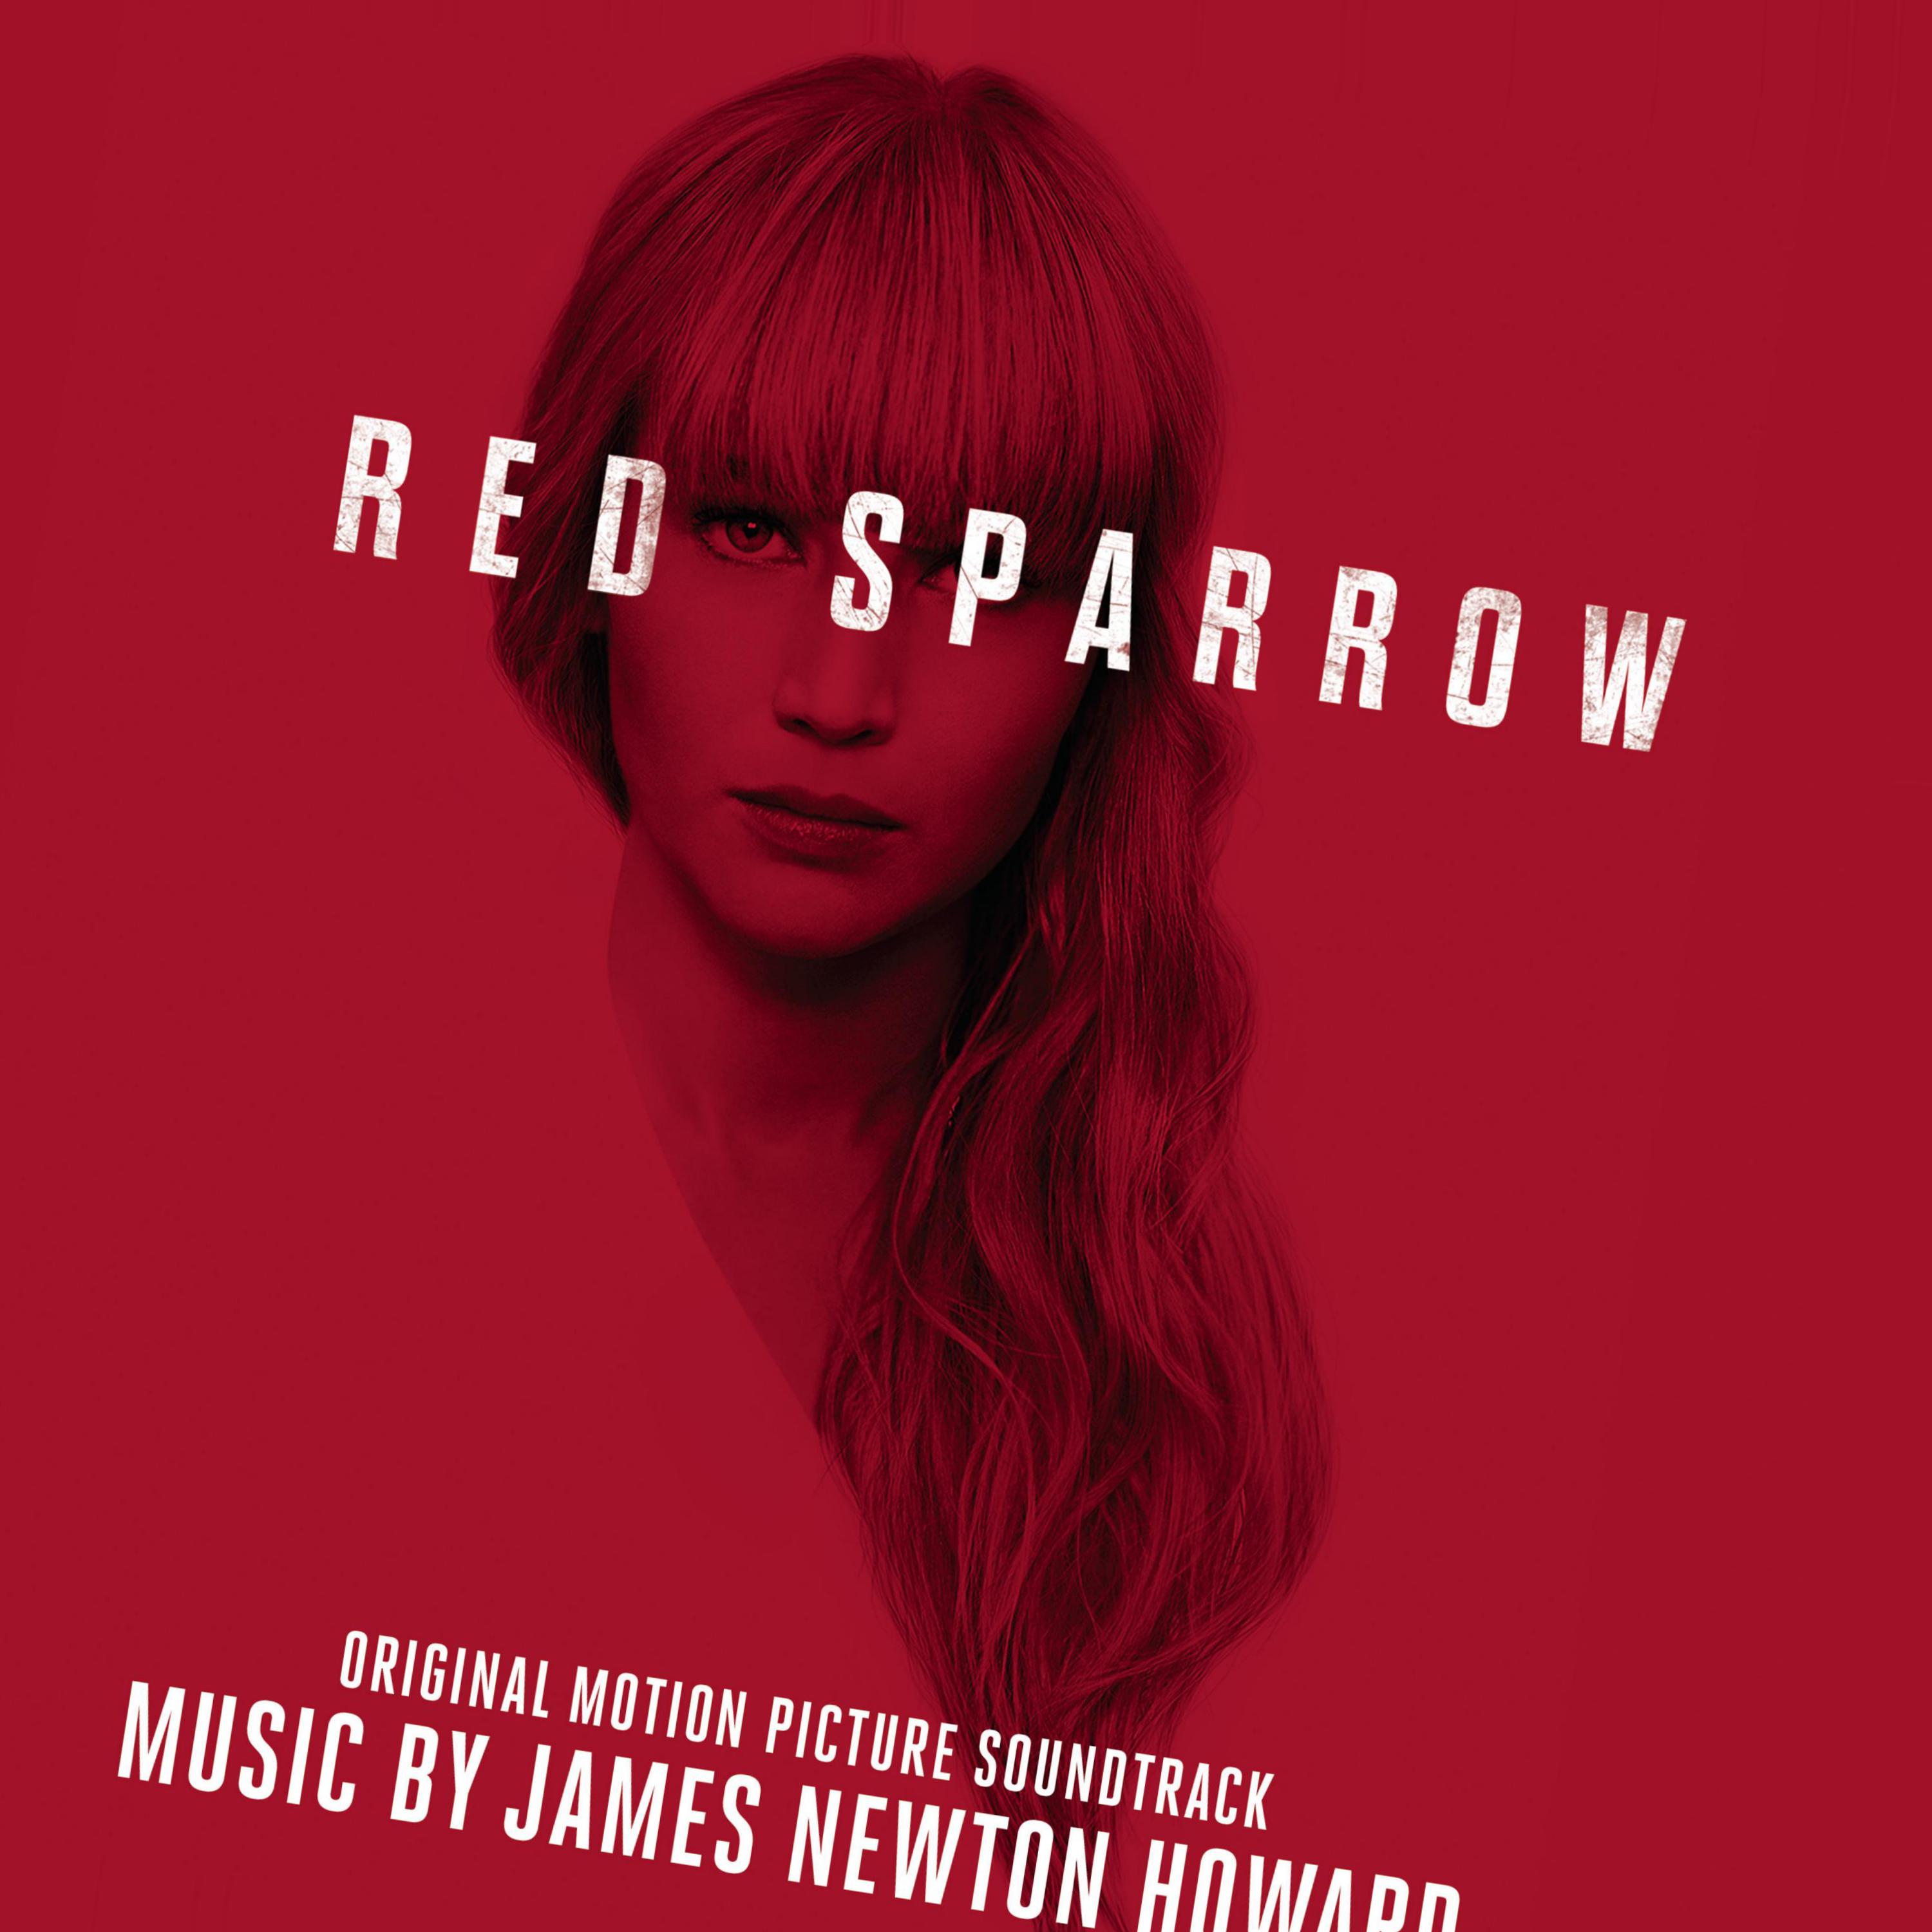 RED SPARROW
ORIGINAL MOTION PICTURE SOUNDTRACK
MUSIC BY JAMES NEWTON HOWARD